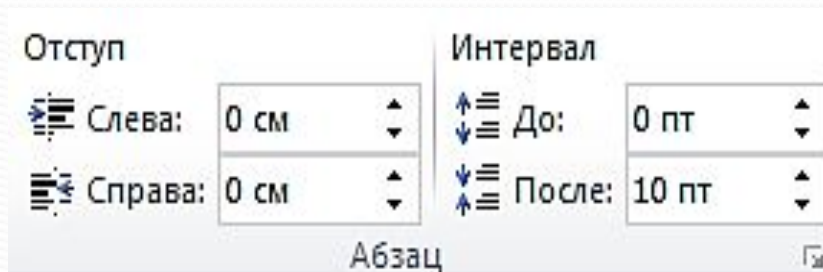 Отступ Интервал
Слева: 0 см До: 0 пт
Справа: 0 см После: 10 пт
Абзац